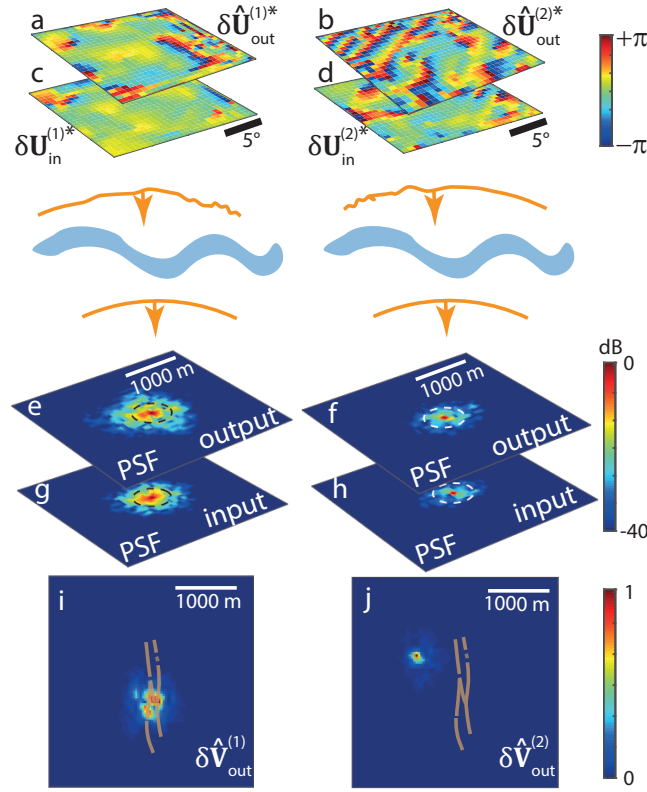 a
δÛ(1)* out
b
δÛ(2)* out
+π
c
d
δU(1)* in
5°
δU(2)* in
5°
−π
dB
1000 m
1000 m
0
e
output
f
output
PSF
PSF
g
input
h
input
PSF
PSF
-40
i
1000 m
j
1000 m
1
δV̂(1) out
δV̂(2) out
0